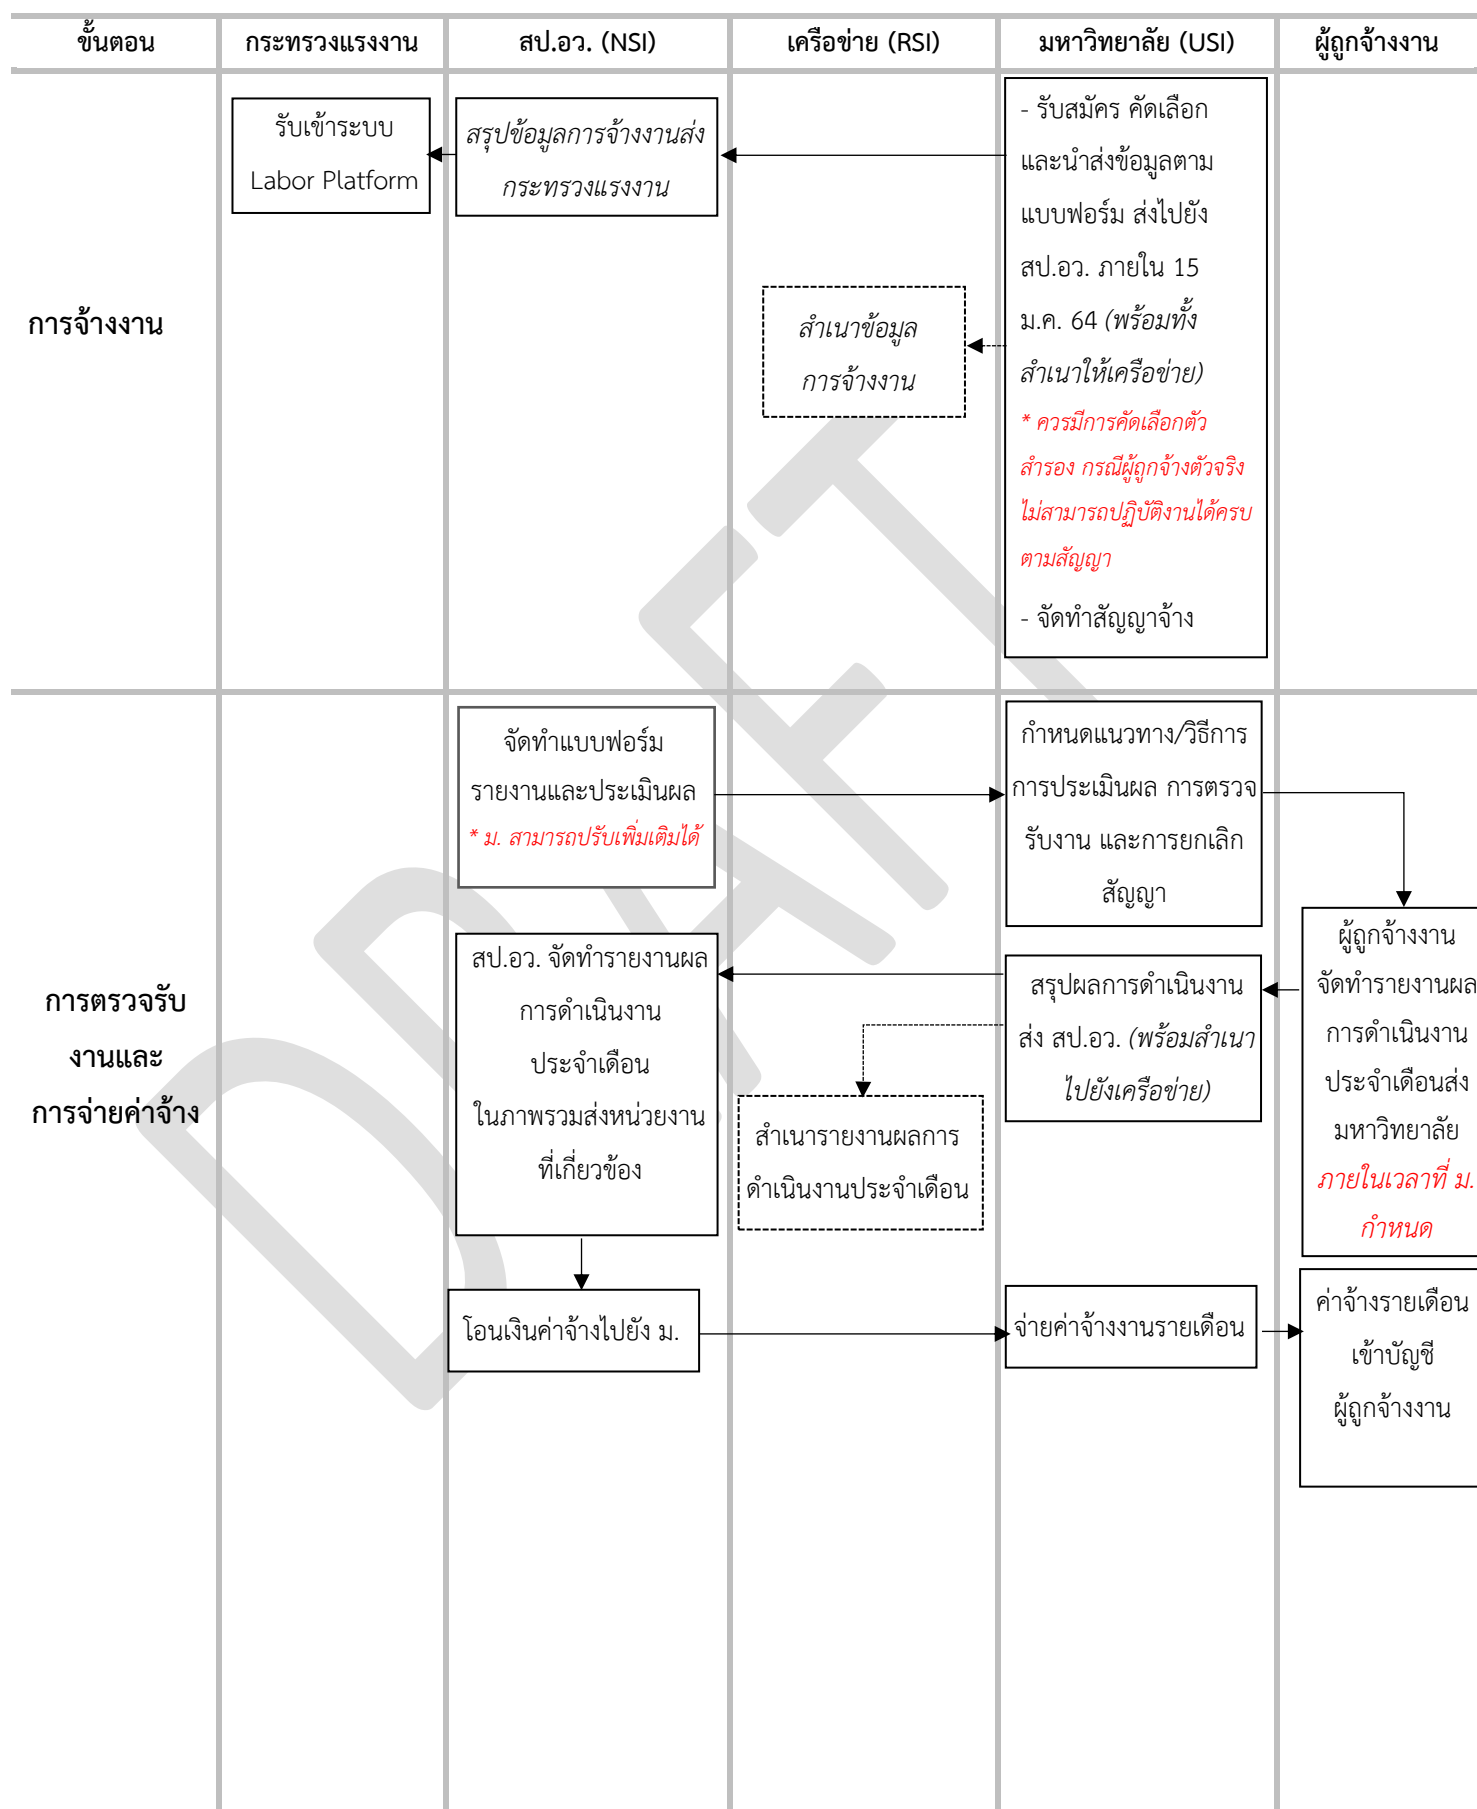 ขั้นตอน
กระทรวงแรงงาน
สป.อว. (NSI)
เครือข่าย (RSI)
มหาวิทยาลัย (USI)
ผู้ถูกจ้างงาน
การจ้างงาน
รับเข้าระบบ
Labor Platform
สรุปข้อมูลการจ้างงานส่ง
กระทรวงแรงงาน
สำเนาข้อมูล
การจ้างงาน
- รับสมัคร คัดเลือก
และนำส่งข้อมูลตาม
แบบฟอร์ม ส่งไปยัง
สป.อว. ภายใน 15
ม.ค. 64 (พร้อมทั้ง
สำเนาให้เครือข่าย)
* ควรมีการคัดเลือกตัว
สำรอง กรณีผู้ถูกจ้างตัวจริง
ไม่สามารถปฏิบัติงานได้ครบ
ตามสัญญา
- จัดทำสัญญาจ้าง
การตรวจรับ
งานและ
การจ่ายค่าจ้าง
จัดทำแบบฟอร์ม
รายงานและประเมินผล
* ม. สามารถปรับเพิ่มเติมได้
กำหนดแนวทาง/วิธีการ
การประเมินผล การตรวจ
รับงาน และการยกเลิก
สัญญา
ผู้ถูกจ้างงาน
จัดทำรายงานผล
การดำเนินงาน
ประจำเดือนส่ง
มหาวิทยาลัย
ภายในเวลาที่ ม.
กำหนด
สรุปผลการดำเนินงาน
ส่ง สป.อว. (พร้อมสำเนา
ไปยังเครือข่าย)
สป.อว. จัดทำรายงานผล
การดำเนินงาน
ประจำเดือน
ในภาพรวมส่งหน่วยงาน
ที่เกี่ยวข้อง
สำเนารายงานผลการ
ดำเนินงานประจำเดือน
โอนเงินค่าจ้างไปยัง ม.
จ่ายค่าจ้างงานรายเดือน
ค่าจ้างรายเดือน
เข้าบัญชี
ผู้ถูกจ้างงาน
DRAFT